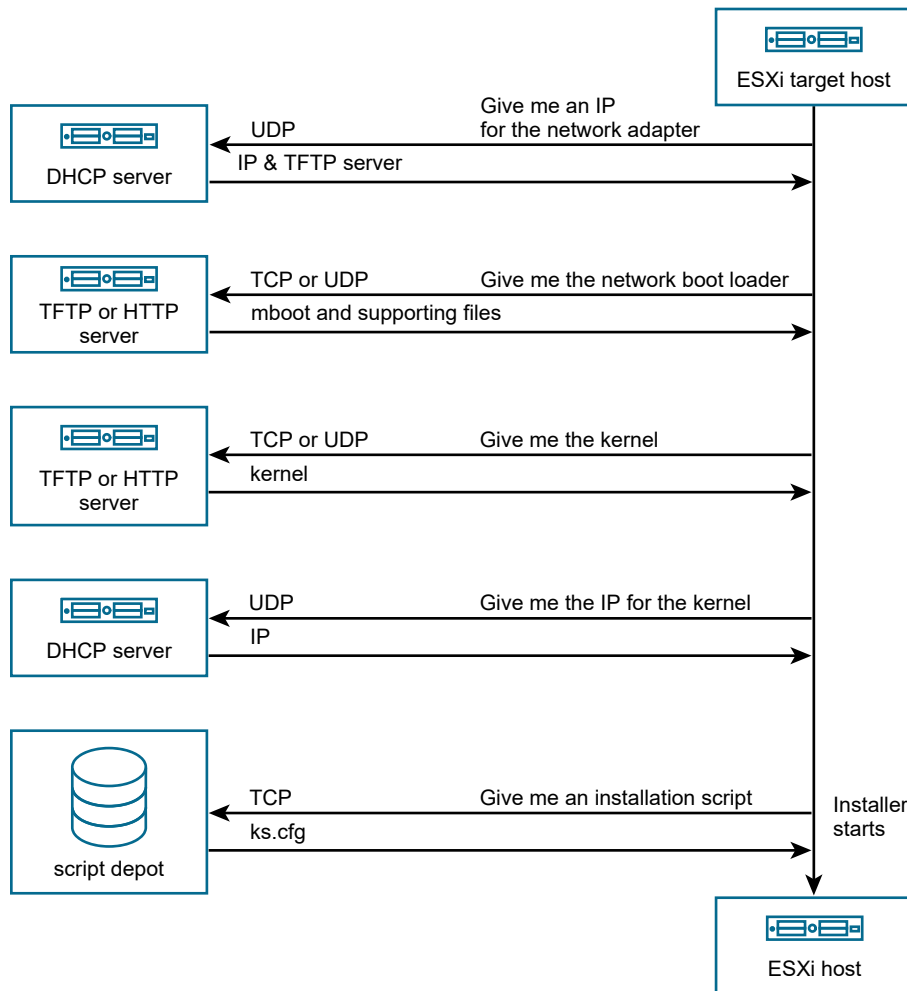 ESXi target host
Give me an IP
for the network adapter
UDP
IP & TFTP server
DHCP server
TCP or UDP
Give me the network boot loader
mboot and supporting files
TFTP or HTTP
server
TCP or UDP
Give me the kernel
kernel
TFTP or HTTP
server
UDP
Give me the IP for the kernel
IP
DHCP server
TCP
Give me an installation script
ks.cfg
script depot
Installer
starts
ESXi host